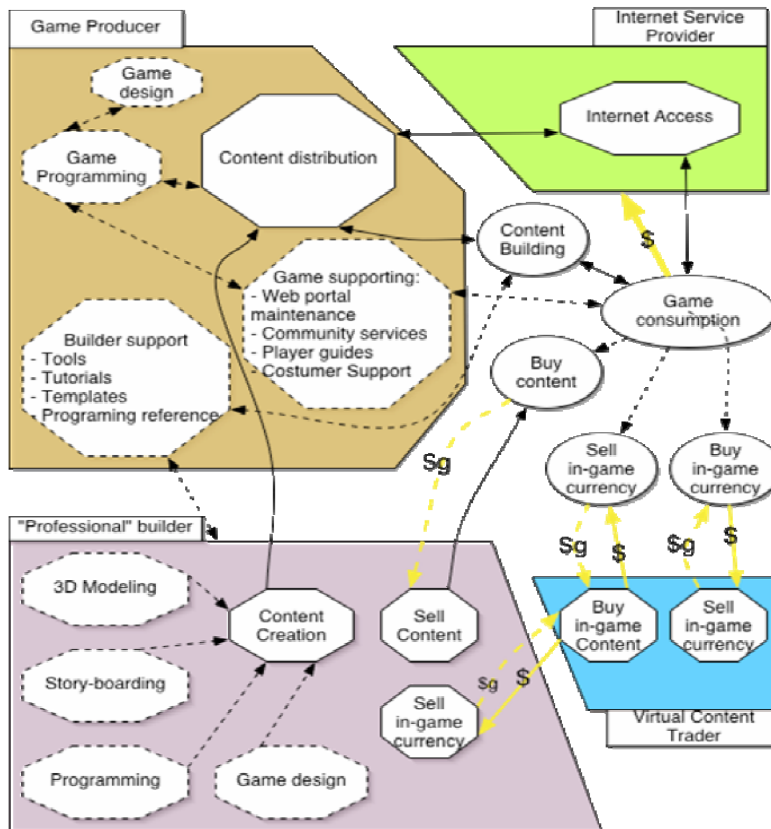 Game Producer
Internet Service
Provider
Game
design
Internet Access
Content distribution
Game
Programming
Content
Building
$
Game supporting:
- Web portal
maintenance
- Community services
- Player guides
- Costumer Support
Game
consumption
Builder support
- Tools
- Tutorials
- Templates
- Programing reference
Buy
content
$g
Sell
in-game
currency
Buy
in-game
currency
"Professional" builder
$g
$
$g
$
3D Modeling
Content
Creation
Sell
Content
Buy
in-game
Content
Sell
in-game
currency
Story-boarding
$g
$
Sell
in-game
currency
Virtual Content
Trader
Programming
Game design